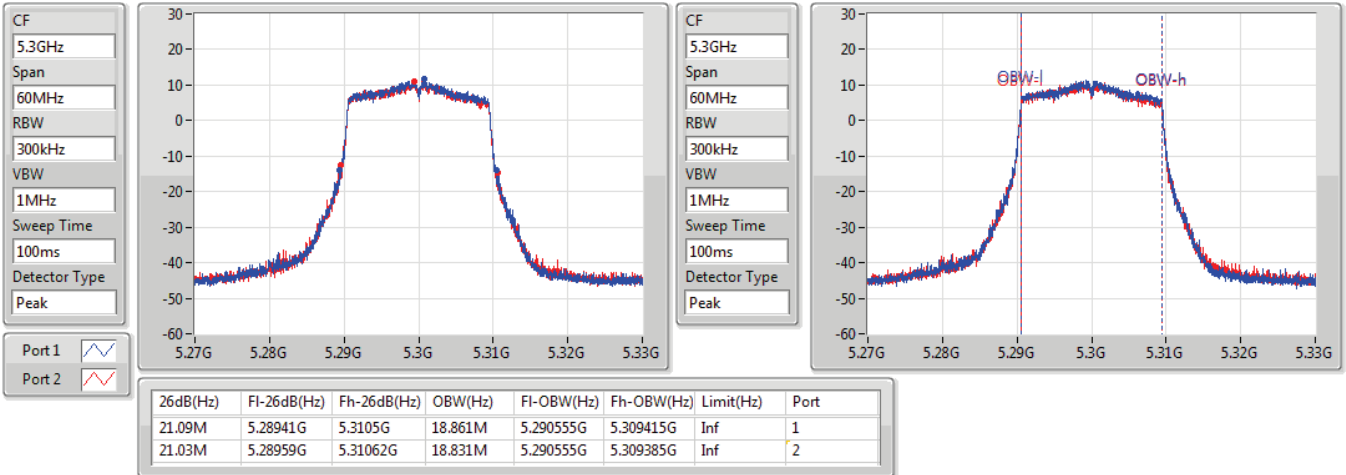 CF
5.3GHz
Span
60MHz
RBW
300kHz
VBW
1MHz
Sweep Time
100ms
Detector Type
Peak
30
20
10
0
-10
-20
-30
-40
-50
-60
5.27G 5.28G 5.29G 5.3G 5.31G 5.32G 5.33G
Port 1
Port 2
CF
5.3GHz
Span
60MHz
RBW
300kHz
VBW
1MHz
Sweep Time
100ms
Detector Type
Peak
30
20
10
0
-10
-20
-30
-40
-50
-60
OBW-l OBW-h
5.27G 5.28G 5.29G 5.3G 5.31G 5.32G 5.33G
26dB(Hz) Fl-26dB(Hz) Fh-26dB(Hz) OBW(Hz) Fl-OBW(Hz) Fh-OBW(Hz) Limit(Hz) Port
21.09M 5.28941G 5.3105G 18.861M 5.290555G 5.309415G Inf 1
21.03M 5.28959G 5.31062G 18.831M 5.290555G 5.309385G Inf 2